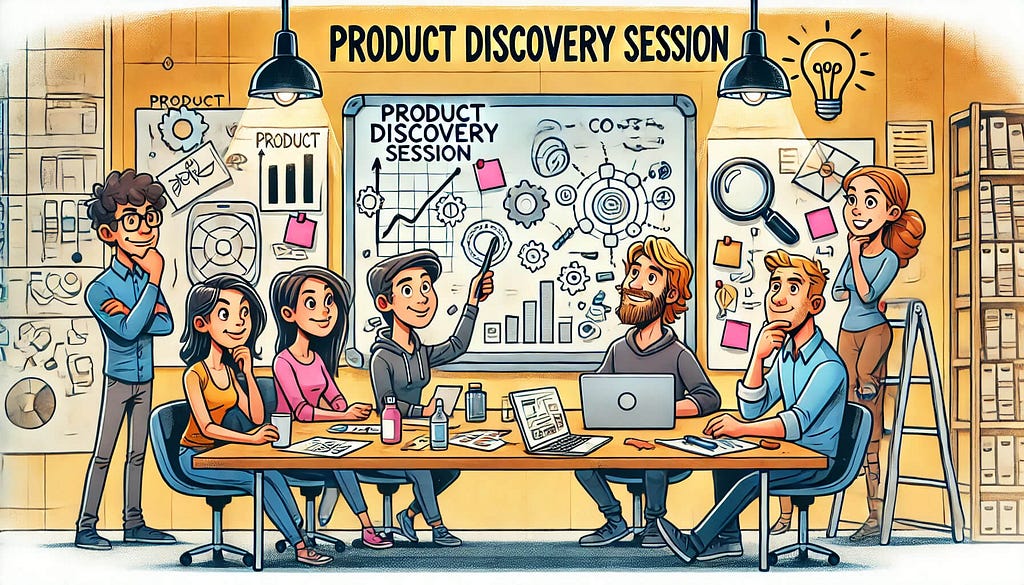 PRODUCT DISCOVERY SESSION
PRODUCT
PRODUCT
PRODUCT
DISCOVERY
SESSION